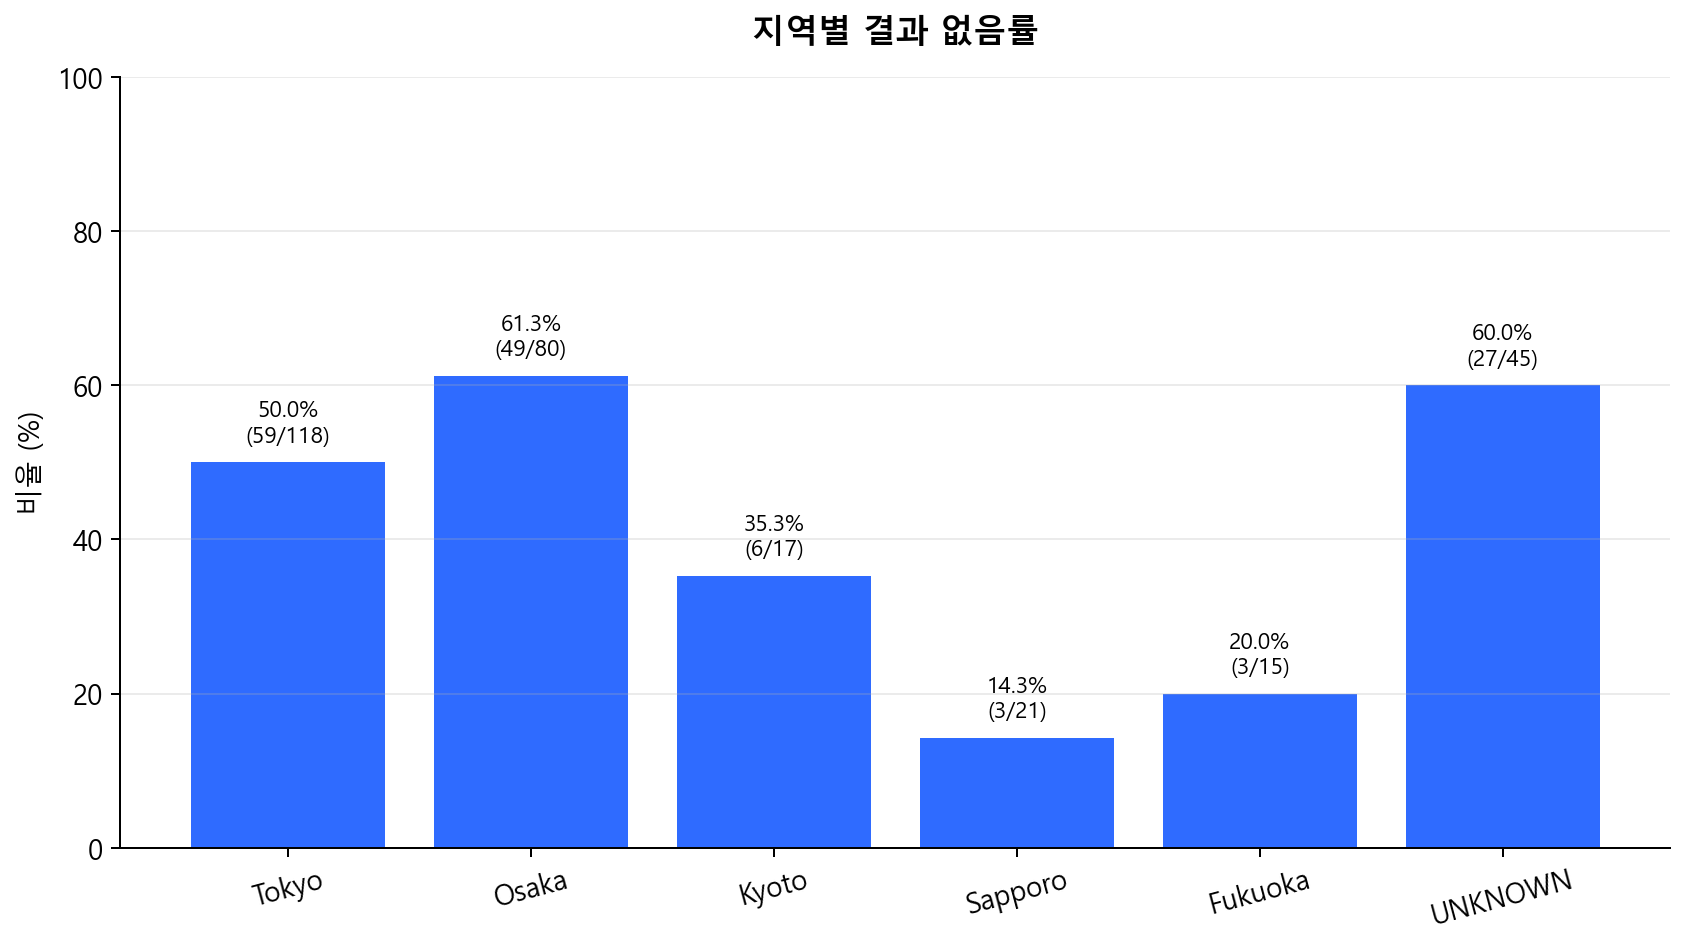 지역별 결과 없음률
비율 (%)
100
80
60
40
20
0
50.0%
(59/118)
61.3%
(49/80)
35.3%
(6/17)
14.3%
(3/21)
20.0%
(3/15)
60.0%
(27/45)
Tokyo
Osaka
Kyoto
Sapporo
Fukuoka
UNKNOWN